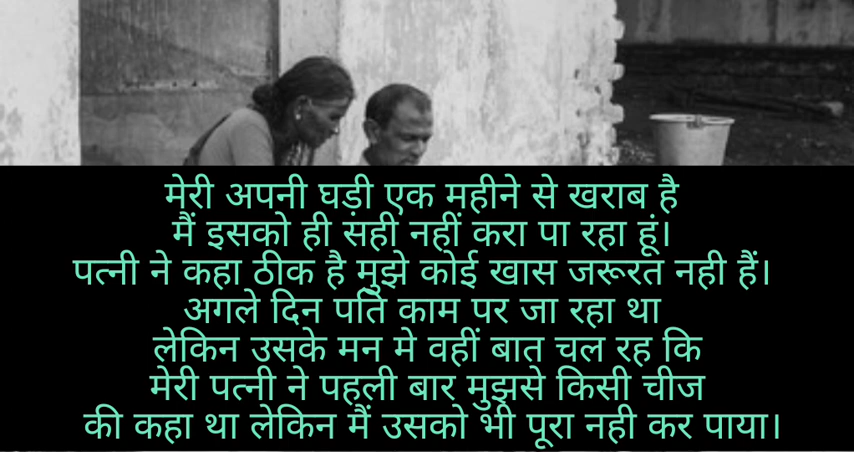 मेरी अपनी घड़ी एक महीने से खराब है
मैं इसको ही सही नहीं करा पा रहा हूं।
पत्नी ने कहा ठीक है मुझे कोई खास जरूरत नही हैं।
अगले दिन पति काम पर जा रहा था
लेकिन उसके मन मे वहीं बात चल रह कि
मेरी पत्नी ने पहली बार मुझसे किसी चीज
की कहा था लेकिन मैं उसको भी पूरा नही कर पाया।